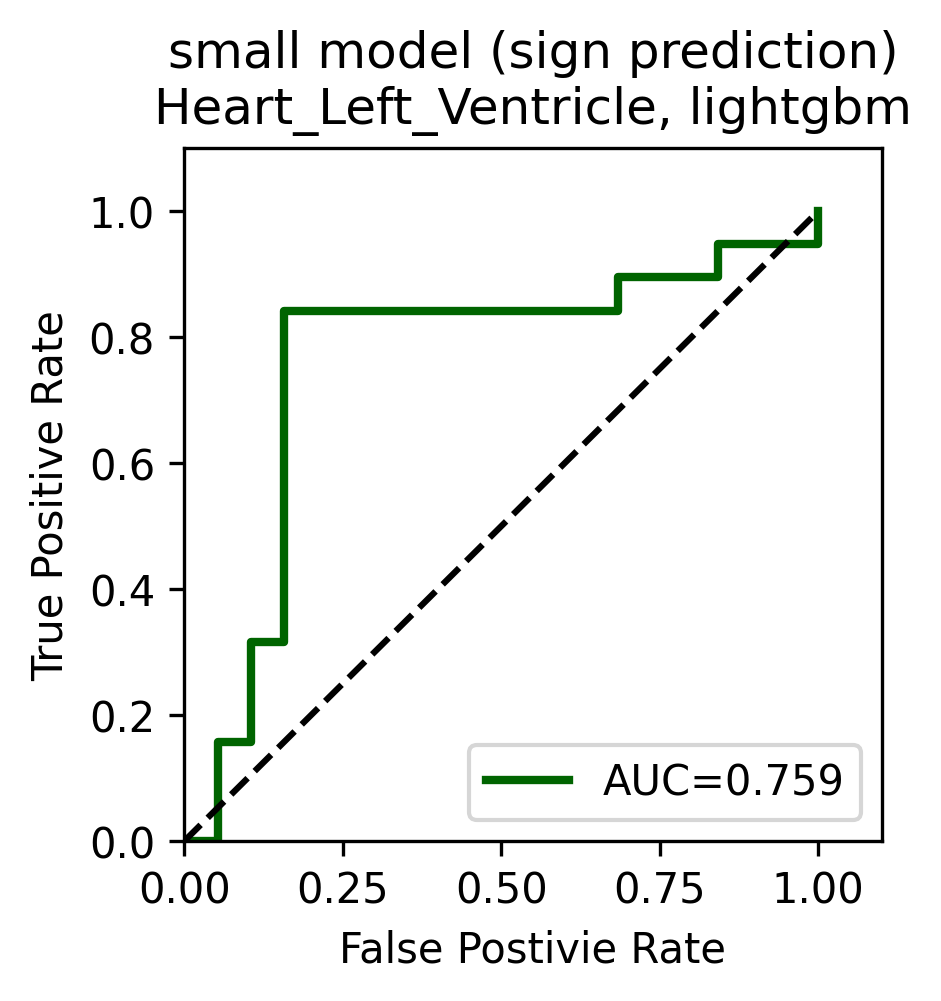 small model (sign prediction)
Heart_Left_Ventricle, lightgbm
1.0
0.8
0.6
0.4
0.2
0.0
True Positive Rate
AUC=0.759
0.00 0.25 0.50 0.75 1.00
False Postivie Rate